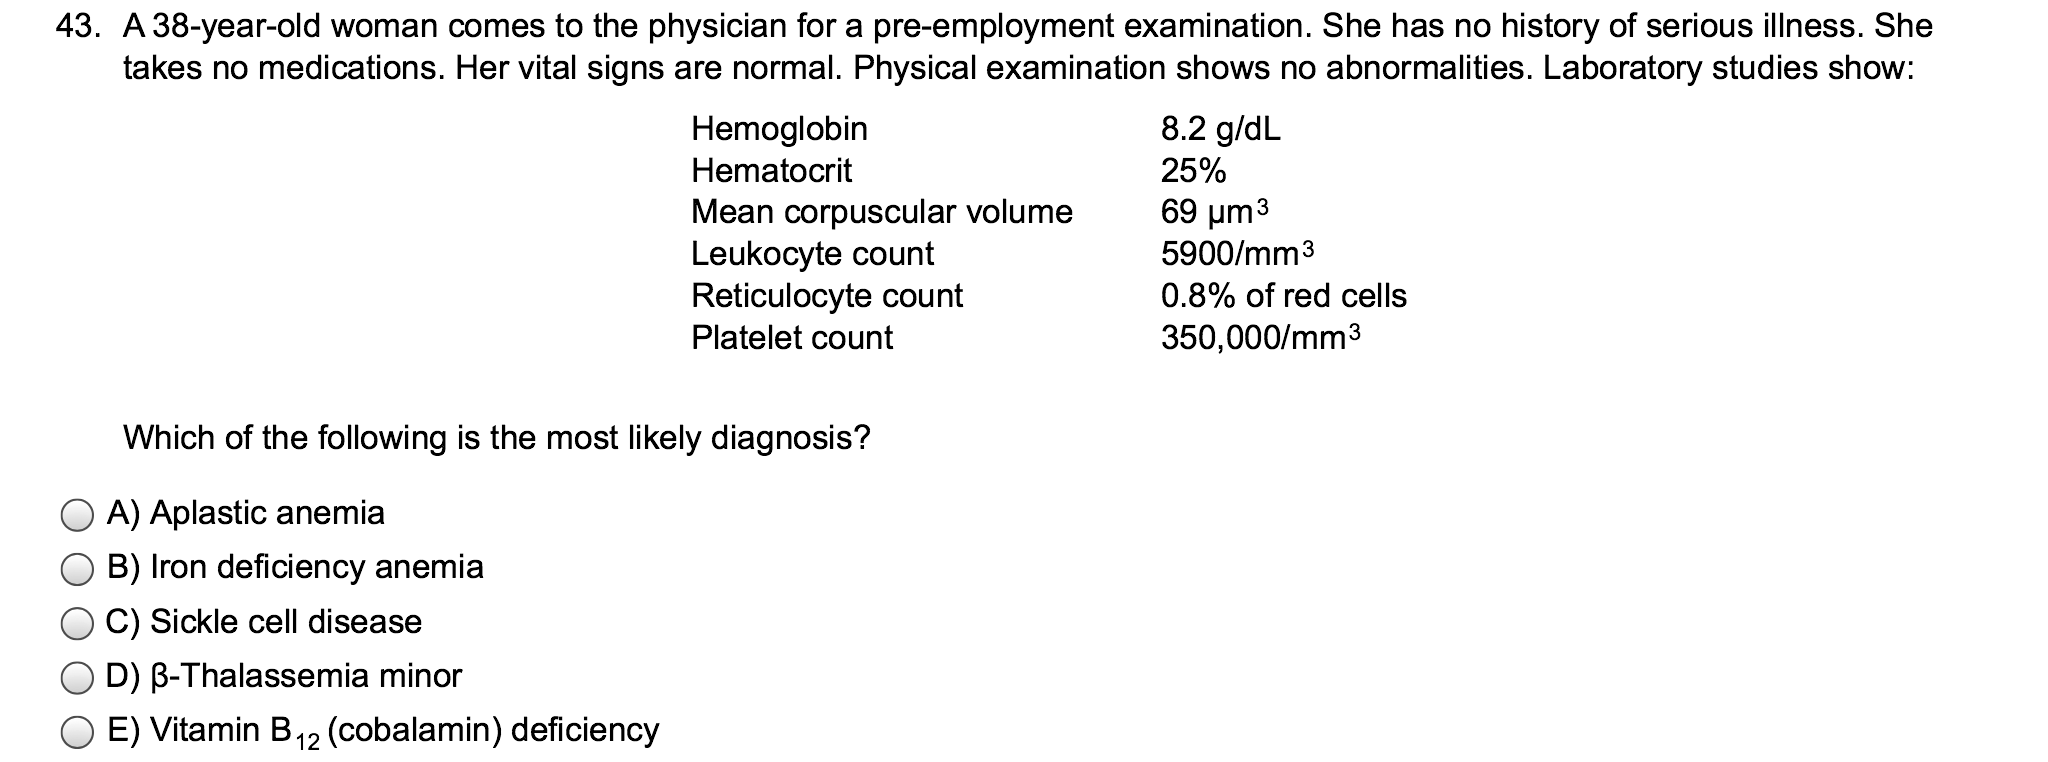 43. A 38-year-old woman comes to the physician for a pre-employment examination. She has no history of serious illness. She
takes no medications. Her vital signs are normal. Physical examination shows no abnormalities. Laboratory studies show:
Hemoglobin 8.2 g/dL
Hematocrit 25%
Mean corpuscular volume 69 μm³
Leukocyte count 5900/mm³
Reticulocyte count 0.8% of red cells
Platelet count 350,000/mm³
Which of the following is the most likely diagnosis?
A) Aplastic anemia
B) Iron deficiency anemia
C) Sickle cell disease
D) β-Thalassemia minor
E) Vitamin B₁₂ (cobalamin) deficiency